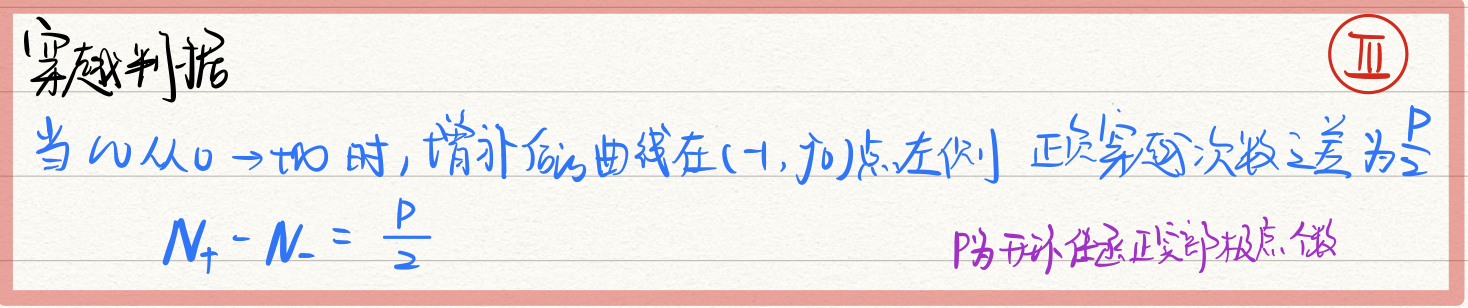 穿越判据
Ⅲ
当ω从0→+∞时,增补后的曲线在(-1,j0)点左侧 正负穿越次数之差为P/2
N₊ - N₋ = P/2
P为开环传函正实部极点个数